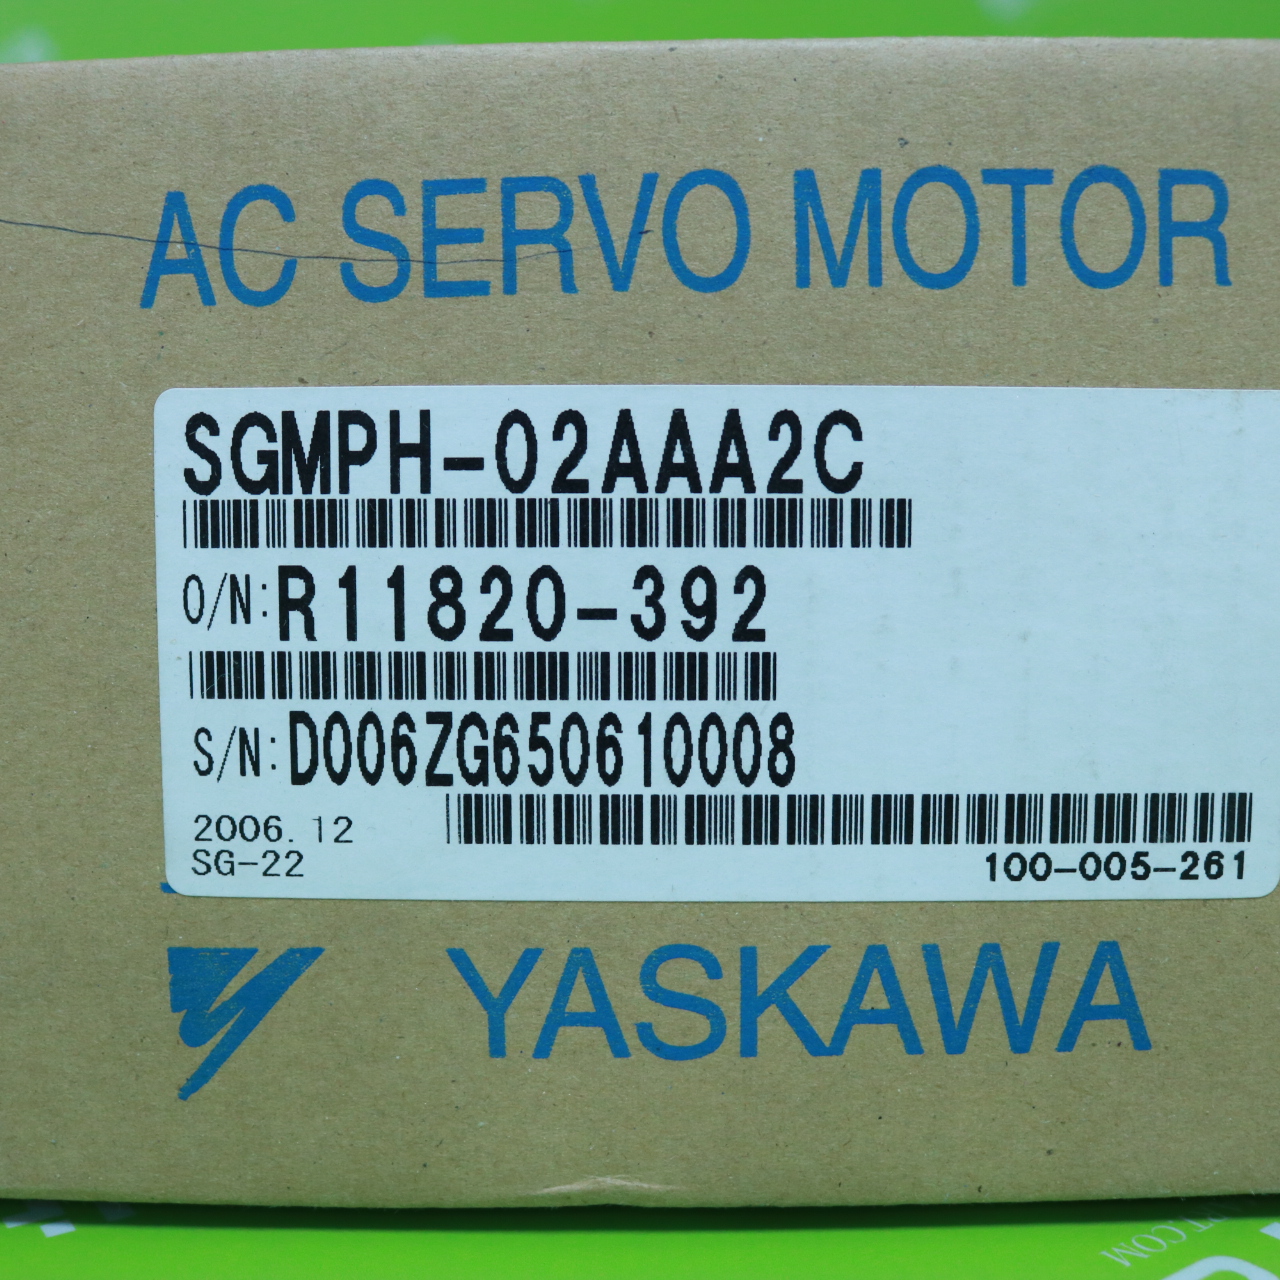 AC SERVO MOTOR
SGMPH-02AAA2C
O/N: R11820-392
S/N: D006ZG650610008
2006.12
SG-22
100-005-261
YASKAWA